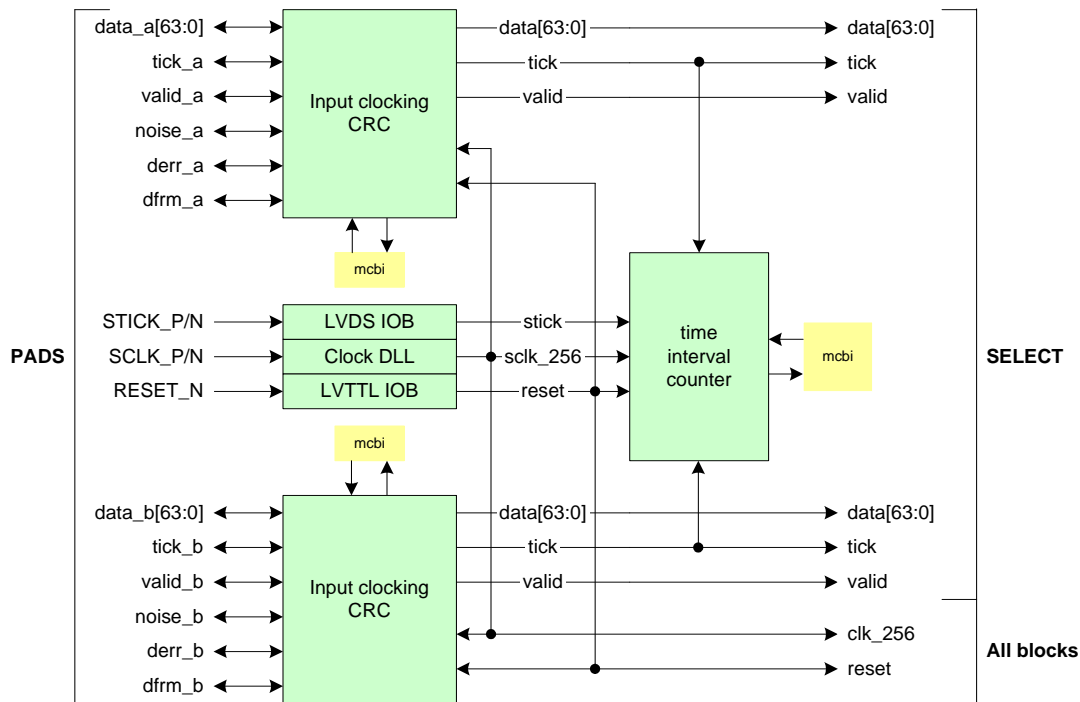 data_a[63:0]
tick_a
valid_a
noise_a
derr_a
dfrm_a
Input clocking
CRC
data[63:0]
tick
valid
data[63:0]
tick
valid
mcbi
STICK_P/N
SCLK_P/N
RESET_N
LVDS IOB
Clock DLL
LVTTL IOB
stick
sclk_256
reset
time
interval
counter
mcbi
PADS
SELECT
mcbi
data_b[63:0]
tick_b
valid_b
noise_b
derr_b
dfrm_b
Input clocking
CRC
data[63:0]
tick
valid
data[63:0]
tick
valid
clk_256
reset
All blocks